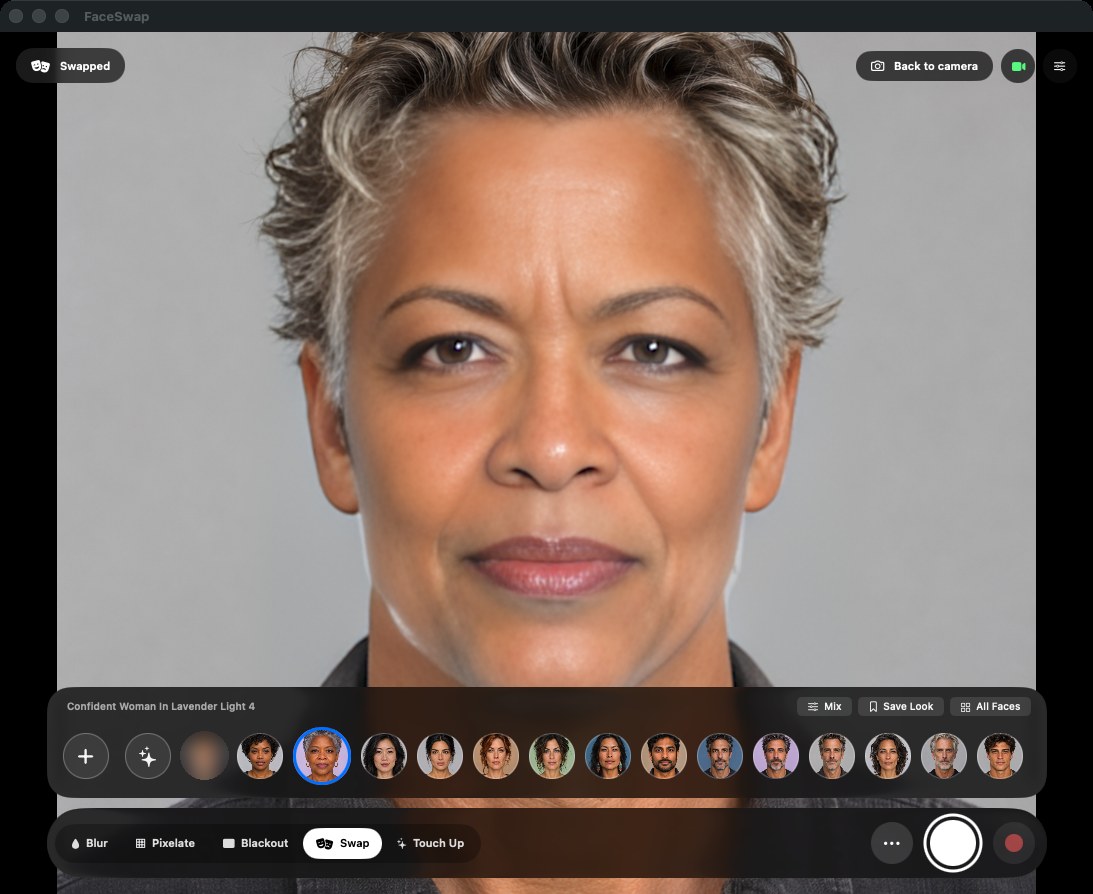 FaceSwap
Swapped
Back to camera
Confident Woman In Lavender Light 4
Mix
Save Look
All Faces
Blur
Pixelate
Blackout
Swap
Touch Up